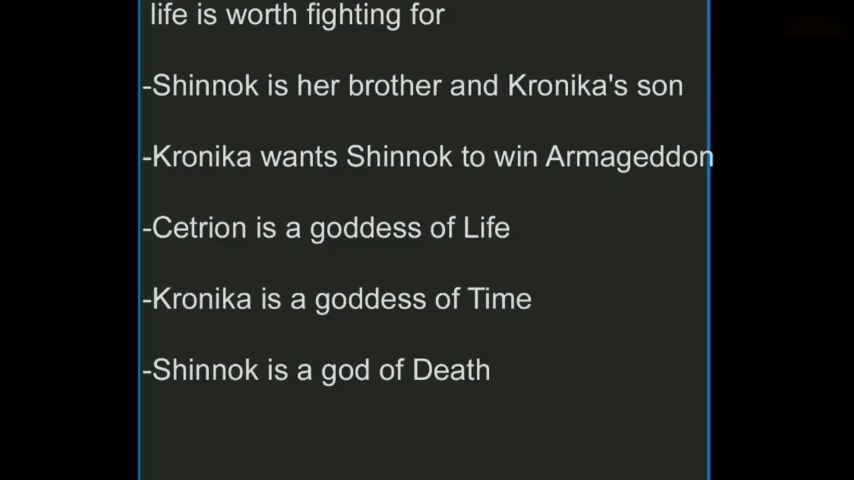 life is worth fighting for
-Shinnok is her brother and Kronika's son
-Kronika wants Shinnok to win Armageddon
-Cetrion is a goddess of Life
-Kronika is a goddess of Time
-Shinnok is a god of Death